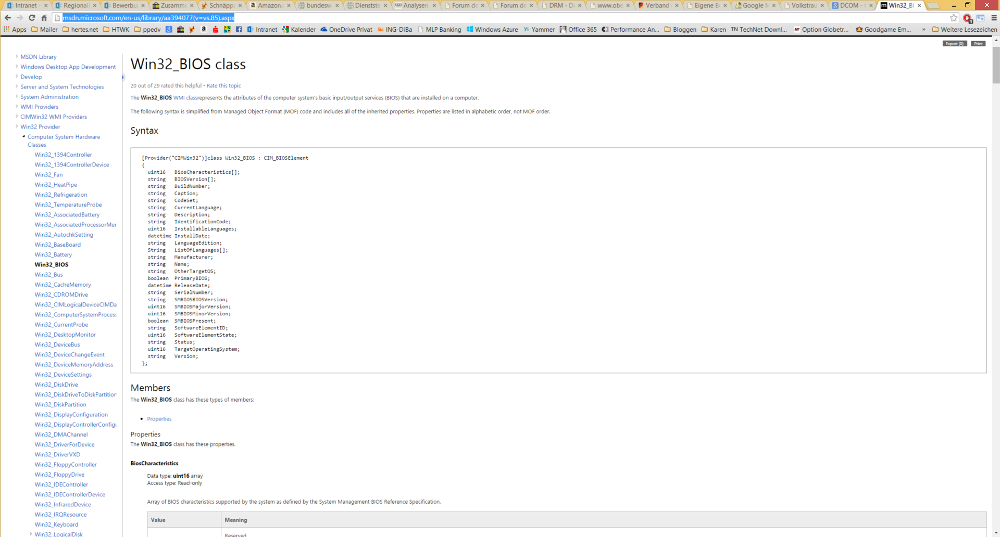 Intranet -
Regionall
Bewerbu
Zusamme
Schnäpp
Amazon.
bundesw
Dienstste
Analysen
Forum de
Forum de
DRM - D
www.obe
Verband
Eigene B
Google M
Volkstrau
DCOM -
Win32_BI
msdn.microsoft.com/en-us/library/aa394077(v=vs.85).aspx
Apps Mailer hertes.net HTWK ppedv Intranet Kalender OneDrive Privat ING-DiBa MLP Banking Windows Azure Yammer Office 365 Performance An... Bloggen Karen TN TechNet Downl... MT Option Globetr... Goodgame Em... » Weitere Lesezeichen
Export (0) Print
MSDN Library
Windows Desktop App Development
Develop
Server and System Technologies
System Administration
WMI Providers
CIMWin32 WMI Providers
Win32 Provider
Computer System Hardware
Classes
Win32_1394Controller
Win32_1394ControllerDevice
Win32_Fan
Win32_HeatPipe
Win32_Refrigeration
Win32_TemperatureProbe
Win32_AssociatedBattery
Win32_AssociatedProcessorMer
Win32_AutochkSetting
Win32_BaseBoard
Win32_Battery
Win32_BIOS
Win32_Bus
Win32_CacheMemory
Win32_CDROMDrive
Win32_CIMLogicalDeviceCIMDa
Win32_ComputerSystemProcess
Win32_CurrentProbe
Win32_DesktopMonitor
Win32_DeviceBus
Win32_DeviceChangeEvent
Win32_DeviceMemoryAddress
Win32_DeviceSettings
Win32_DiskDrive
Win32_DiskDriveToDiskPartition
Win32_DiskPartition
Win32_DisplayConfiguration
Win32_DisplayControllerConfigu
Win32_DMAChannel
Win32_DriverForDevice
Win32_DriverVXD
Win32_FloppyController
Win32_FloppyDrive
Win32_IDEController
Win32_IDEControllerDevice
Win32_InfraredDevice
Win32_IRQResource
Win32_Keyboard
Win32_LogicalDisk
Win32_BIOS class
20 out of 29 rated this helpful - Rate this topic
The Win32_BIOS WMI classrepresents the attributes of the computer system's basic input/output services (BIOS) that are installed on a computer.
The following syntax is simplified from Managed Object Format (MOF) code and includes all of the inherited properties. Properties are listed in alphabetic order, not MOF order.
Syntax
[Provider("CIMWin32")]class Win32_BIOS : CIM_BIOSElement
{
uint16 BiosCharacteristics[];
string BIOSVersion[];
string BuildNumber;
string Caption;
string CodeSet;
string CurrentLanguage;
string Description;
string IdentificationCode;
uint16 InstallableLanguages;
datetime InstallDate;
string LanguageEdition;
String ListOfLanguages[];
string Manufacturer;
string Name;
string OtherTargetOS;
boolean PrimaryBIOS;
datetime ReleaseDate;
string SerialNumber;
string SMBIOSBIOSVersion;
uint16 SMBIOSMajorVersion;
uint16 SMBIOSMinorVersion;
boolean SMBIOSPresent;
string SoftwareElementID;
uint16 SoftwareElementState;
string Status;
uint16 TargetOperatingSystem;
string Version;
};
Members
The Win32_BIOS class has these types of members:
• Properties
Properties
The Win32_BIOS class has these properties.
BiosCharacteristics
Data type: uint16 array
Access type: Read-only
Array of BIOS characteristics supported by the system as defined by the System Management BIOS Reference Specification.
Value Meaning
Reserved